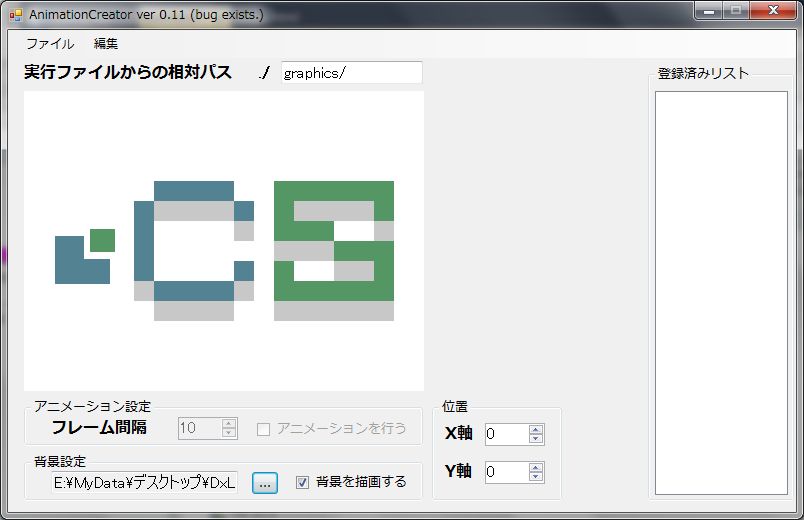 AnimationCreator ver 0.11 (bug exists.)
ファイル 編集
実行ファイルからの相対パス ./ graphics/
登録済みリスト
CS
アニメーション設定
フレーム間隔 10 アニメーションを行う
背景設定
E:\MyData\デスクトップ\DxL ... 背景を描画する
位置
X軸 0
Y軸 0